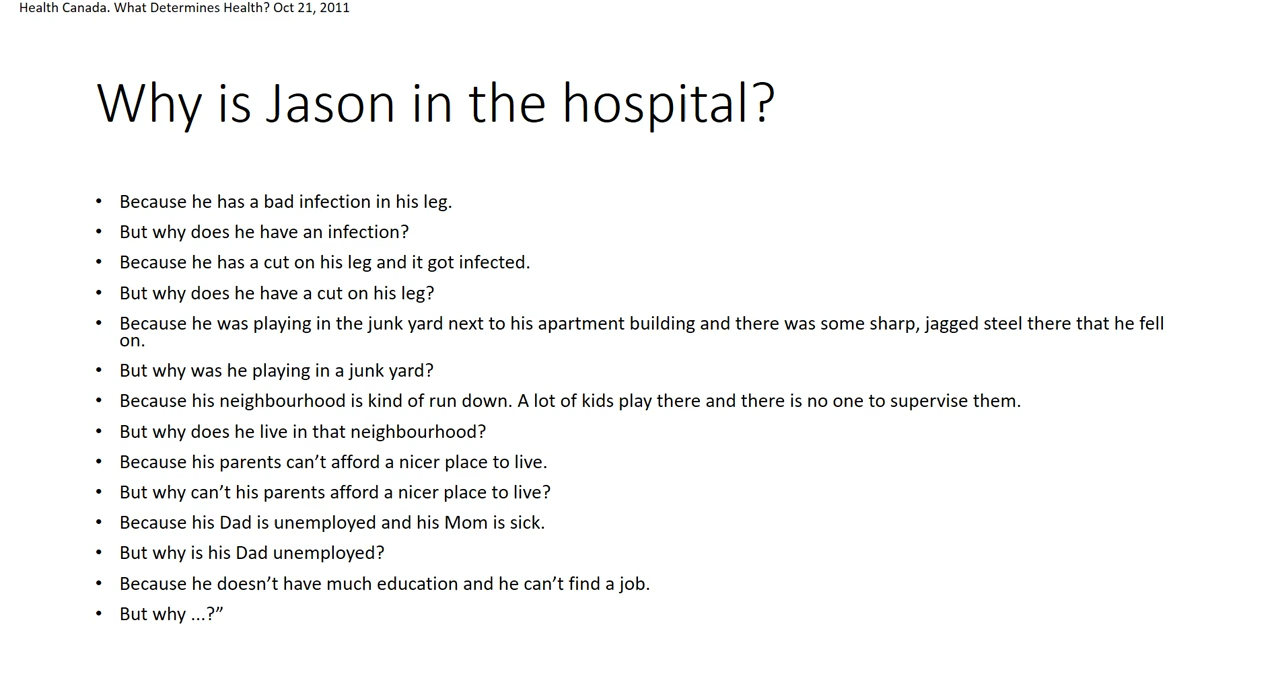 Health Canada. What Determines Health? Oct 21, 2011
Why is Jason in the hospital?
• Because he has a bad infection in his leg.
• But why does he have an infection?
• Because he has a cut on his leg and it got infected.
• But why does he have a cut on his leg?
• Because he was playing in the junk yard next to his apartment building and there was some sharp, jagged steel there that he fell
on.
• But why was he playing in a junk yard?
• Because his neighbourhood is kind of run down. A lot of kids play there and there is no one to supervise them.
• But why does he live in that neighbourhood?
• Because his parents can’t afford a nicer place to live.
• But why can’t his parents afford a nicer place to live?
• Because his Dad is unemployed and his Mom is sick.
• But why is his Dad unemployed?
• Because he doesn’t have much education and he can’t find a job.
• But why ...?”